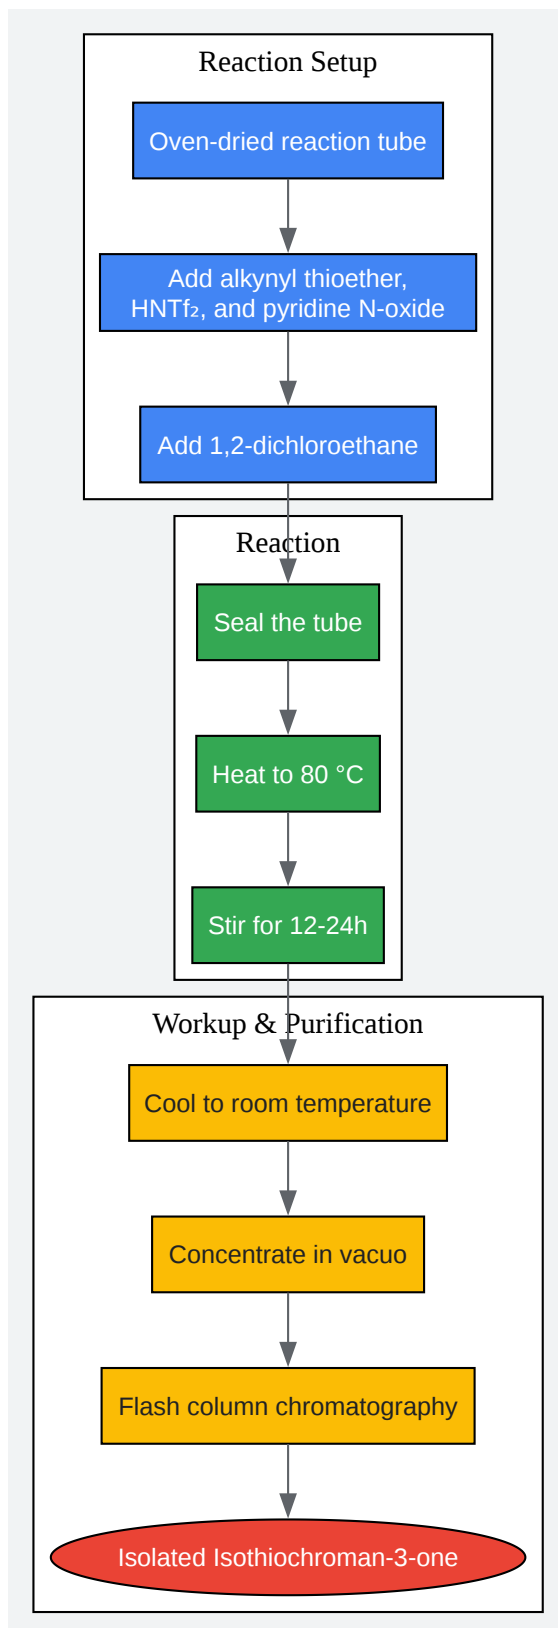 Reaction Setup
Oven-dried reaction tube
Add alkynyl thioether,
HNTf₂, and pyridine N-oxide
Add 1,2-dichloroethane
Reaction
Seal the tube
Heat to 80 °C
Stir for 12-24h
Workup & Purification
Cool to room temperature
Concentrate in vacuo
Flash column chromatography
Isolated Isothiochroman-3-one